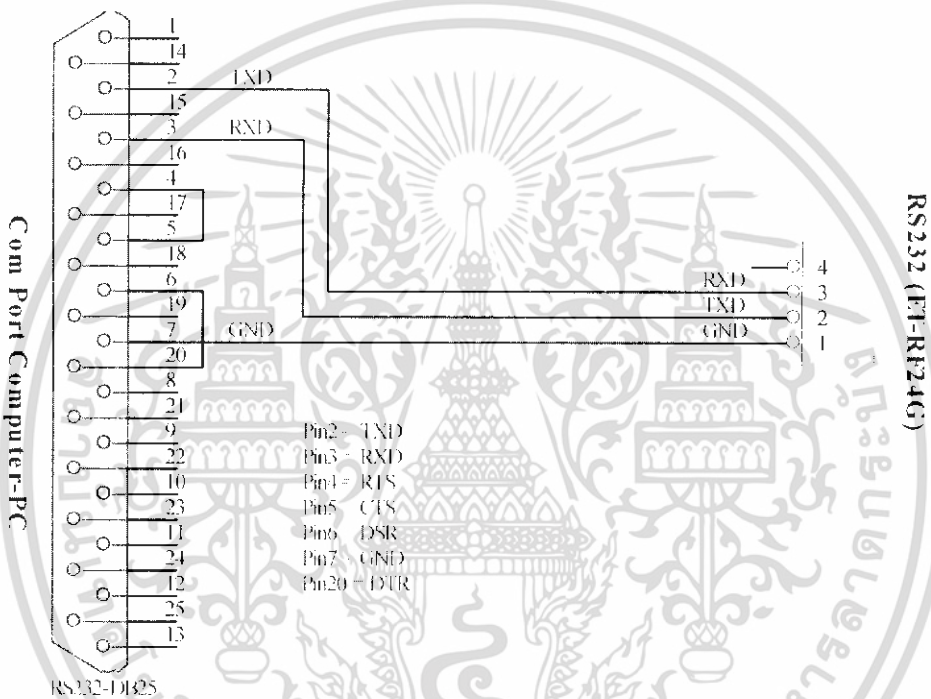 1
14
2
TXD
15
3
RXD
16
4
17
5
18
6
19
7
GND
20
8
21
9
22
10
23
11
24
12
25
13
RS232-DB25
Com Port Computer-PC
Pin2 = TXD
Pin3 = RXD
Pin4 = RTS
Pin5 CTS
Pin6 DSR
Pin7 = GND
Pin20 = DTR
4
RXD 3
TXD 2
GND 1
RS232 (ET-RF24G)